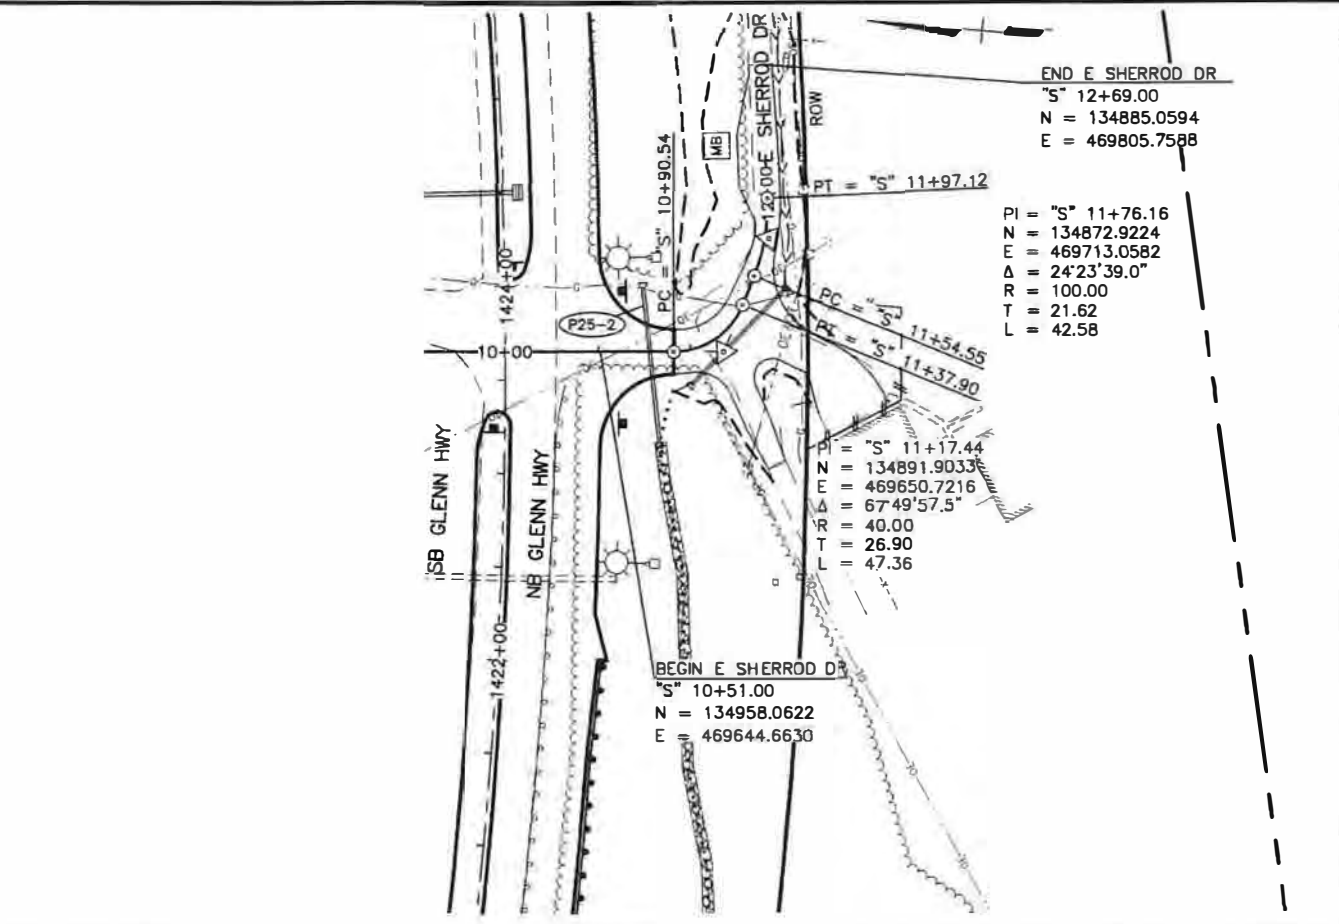 END E SHERROD DR
"S" 12+69.00
N = 134885.0594
E = 469805.7588
E SHERROD DR
12+00
ROW
MB
PC = "S" 10+90.54
PT = "S" 11+97.12
PI = "S" 11+76.16
N = 134872.9224
E = 469713.0582
Δ = 24°23'39.0"
R = 100.00
T = 21.62
L = 42.58
1424+00
P25-2
10+00
PC = "S" 11+54.55
PT = "S" 11+37.90
OE
SB GLENN HWY
NB GLENN HWY
PI = "S" 11+17.44
N = 134891.9033
E = 469650.7216
Δ = 67°49'57.5"
R = 40.00
T = 26.90
L = 47.36
1422+00
BEGIN E SHERROD DR
"S" 10+51.00
N = 134958.0622
E = 469644.6630